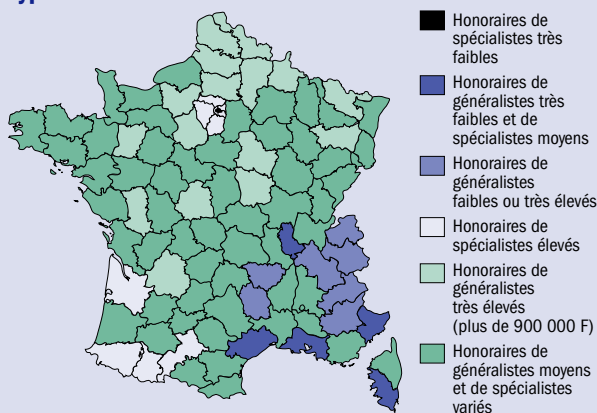 Honoraires de
spécialistes très
faibles
Honoraires de
généralistes très
faibles et de
spécialistes moyens
Honoraires de
généralistes
faibles ou très élevés
Honoraires de
spécialistes élevés
Honoraires de
généralistes
très élevés
(plus de 900 000 F)
Honoraires de
généralistes moyens
et de spécialistes
variés